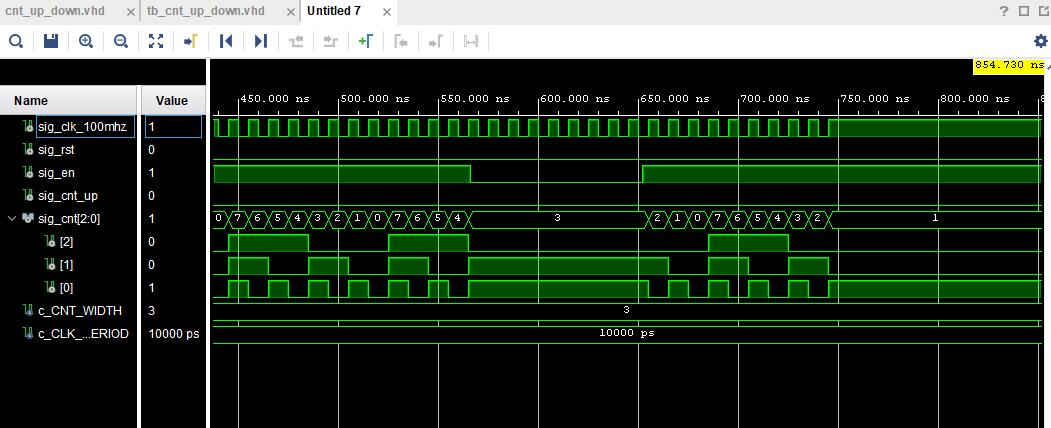 cnt_up_down.vhd × tb_cnt_up_down.vhd × Untitled 7 ×
854.730 ns
Name Value 450.000 ns 500.000 ns 550.000 ns 600.000 ns 650.000 ns 700.000 ns 750.000 ns 800.000 ns
sig_clk_100mhz 1
sig_rst 0
sig_en 1
sig_cnt_up 0
sig_cnt[2:0] 1 0 7 6 5 4 3 2 1 0 7 6 5 4 3 2 1 0 7 6 5 4 3 2 1
[2] 0
[1] 0
[0] 1
c_CNT_WIDTH 3 3
c_CLK_...ERIOD 10000 ps 10000 ps